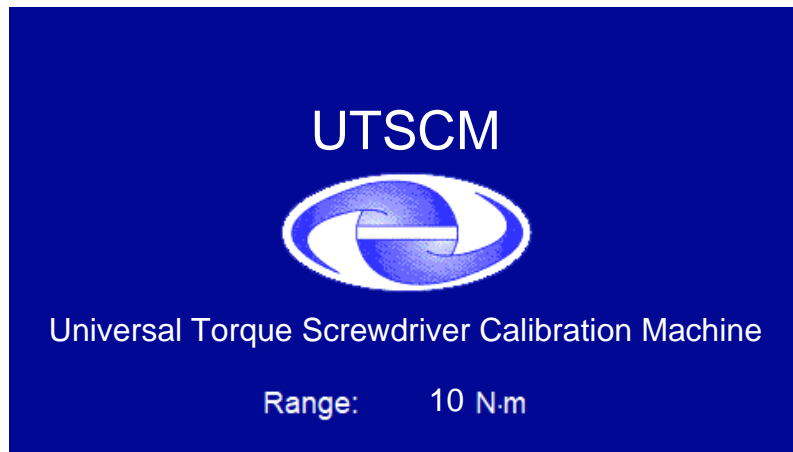 UTSCM
Universal Torque Screwdriver Calibration Machine
Range: 10 N·m